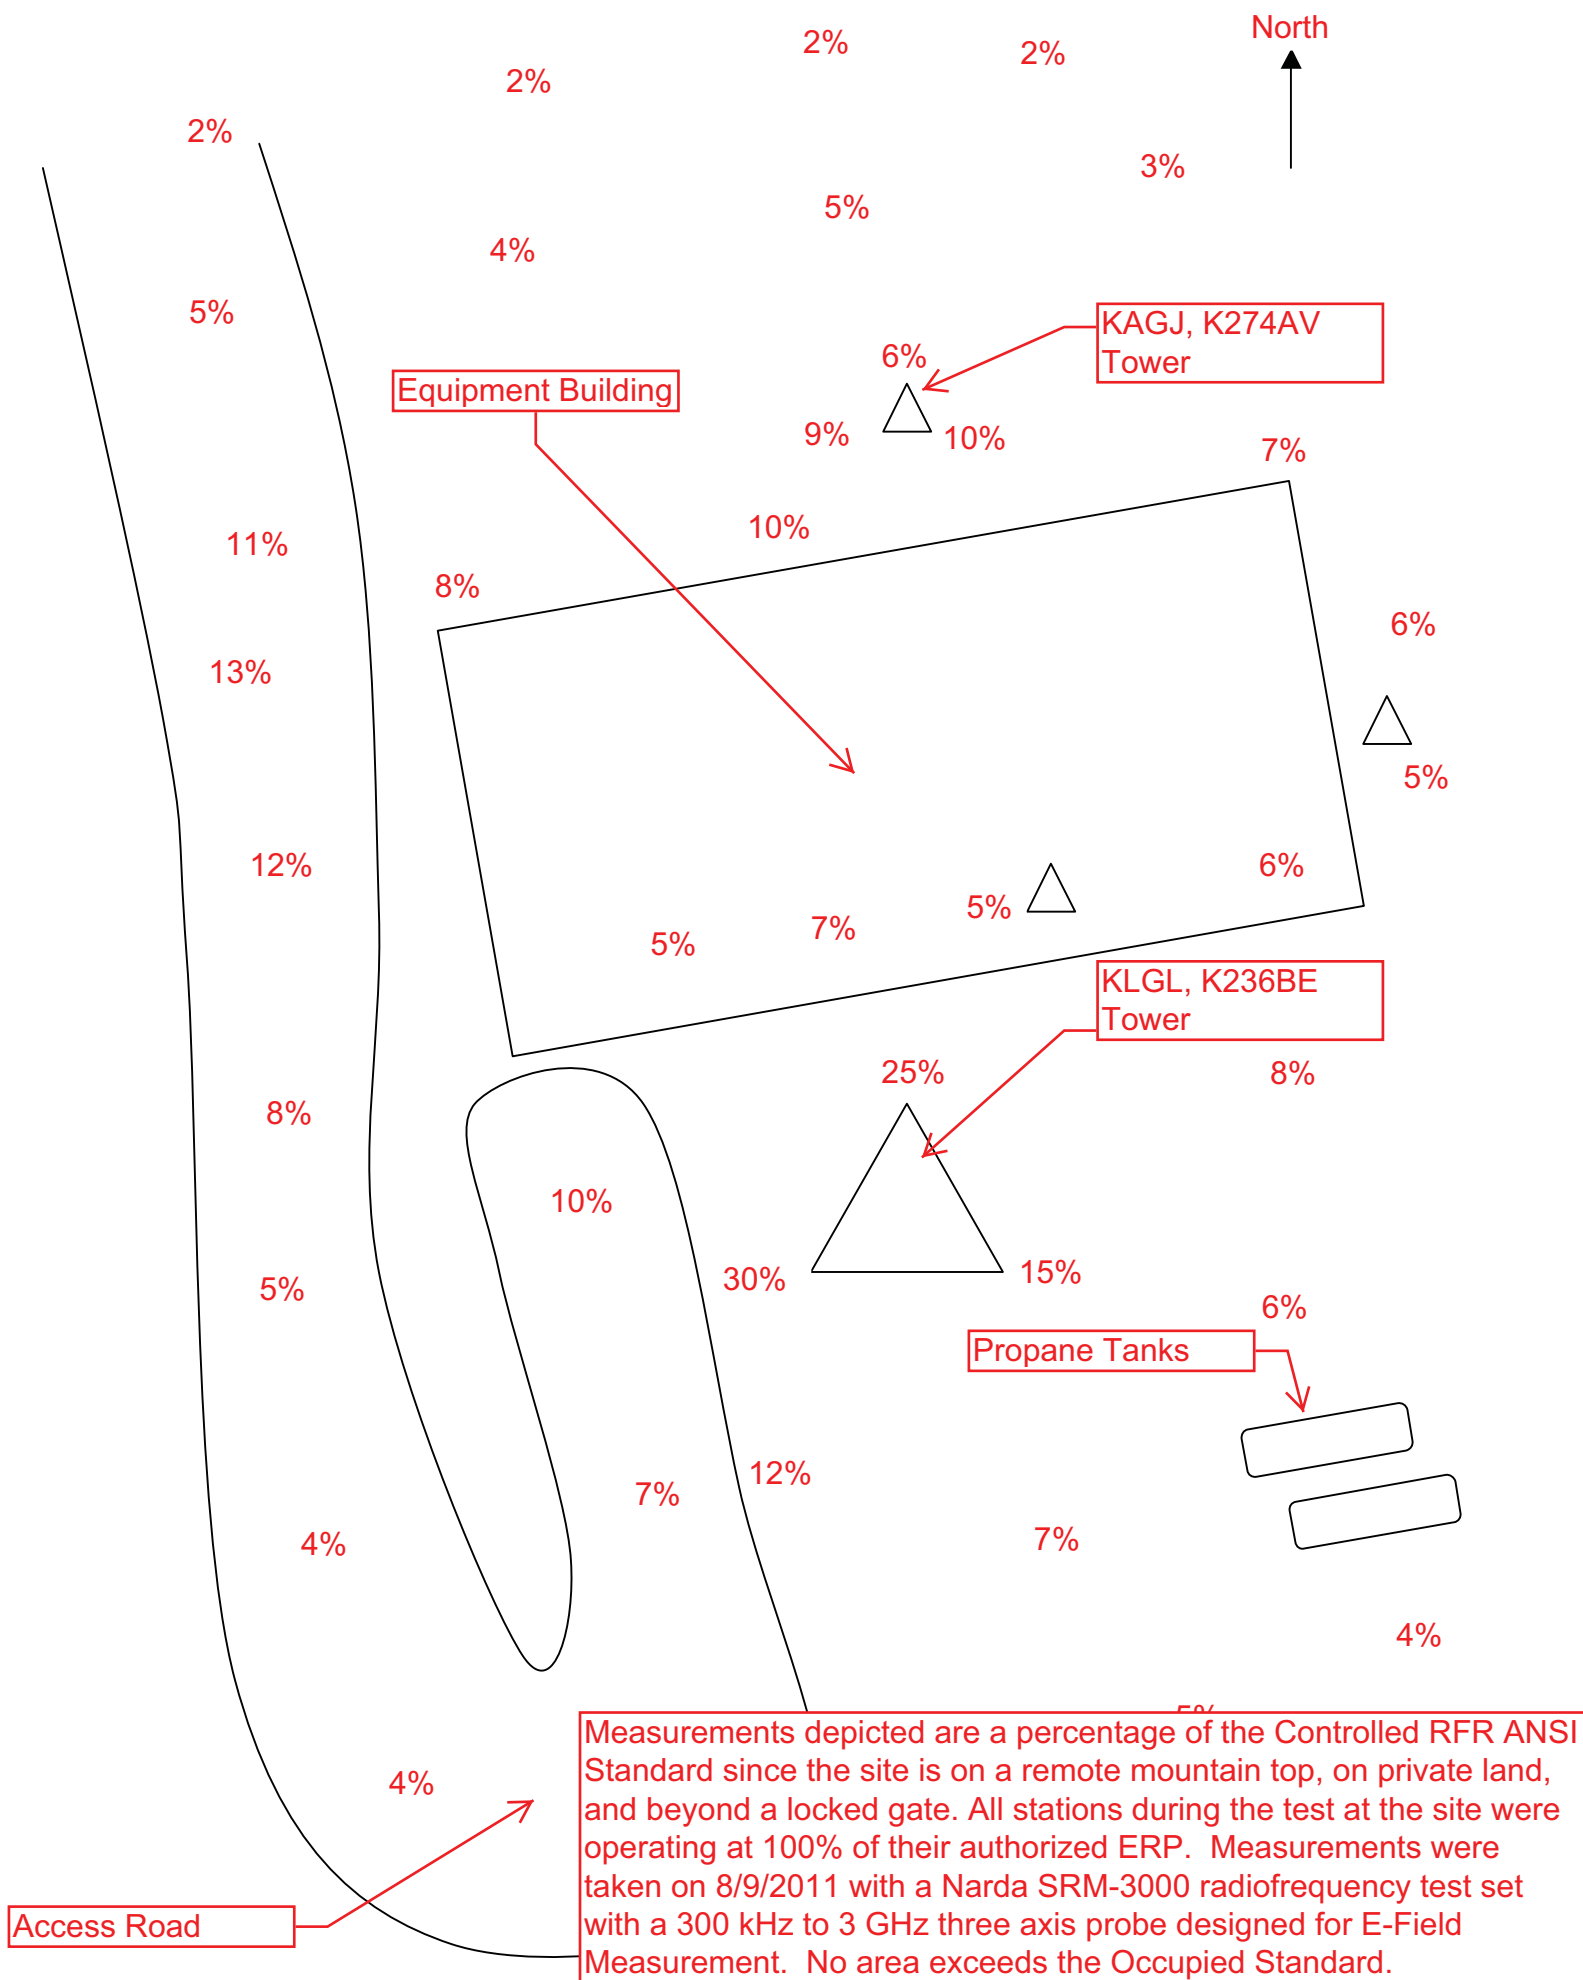 North
2%
2%
2%
2%
3%
5%
4%
5%
KAGJ, K274AV
Tower
6%
Equipment Building
9%
10%
7%
10%
11%
8%
6%
13%
5%
12%
6%
5%
7%
5%
KLGL, K236BE
Tower
25%
8%
8%
10%
30%
15%
5%
6%
Propane Tanks
12%
7%
7%
4%
4%
Measurements depicted are a percentage of the Controlled RFR ANSI
Standard since the site is on a remote mountain top, on private land,
and beyond a locked gate. All stations during the test at the site were
operating at 100% of their authorized ERP.  Measurements were
taken on 8/9/2011 with a Narda SRM-3000 radiofrequency test set
with a 300 kHz to 3 GHz three axis probe designed for E-Field
Measurement.  No area exceeds the Occupied Standard.
4%
Access Road